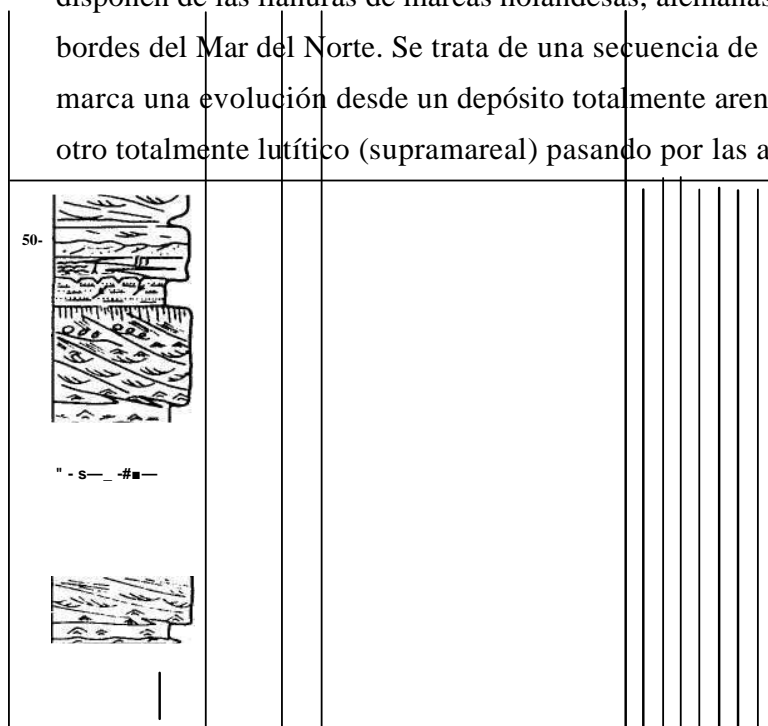 disponen de las llanuras de mareas holandesas, alemanas
bordes del Mar del Norte. Se trata de una secuencia de
marca una evolución desde un depósito totalmente aren
otro totalmente lutítico (supramareal) pasando por las a
50-
" - s—_ -#■—